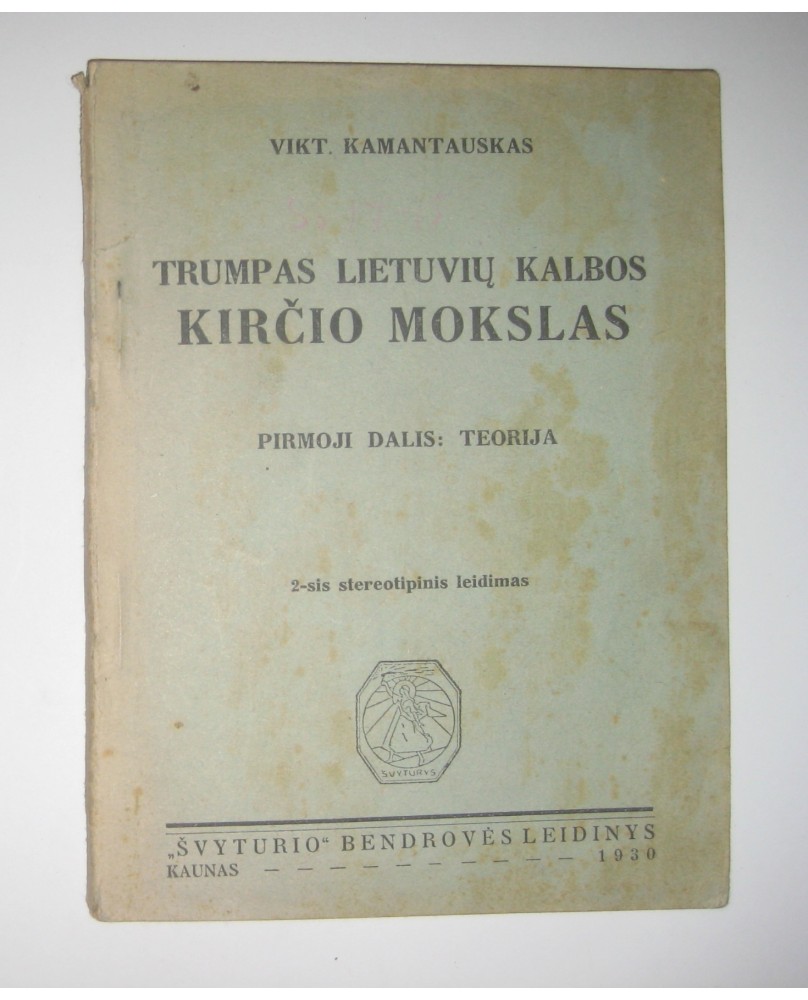 VIKT. KAMANTAUSKAS
TRUMPAS LIETUVIŲ KALBOS
KIRČIO MOKSLAS
PIRMOJI DALIS: TEORIJA
2-sis stereotipinis leidimas
ŠVYTURYS
„ŠVYTURIO“ BENDROVĖS LEIDINYS
KAUNAS — — — — — — — — — — — 1930